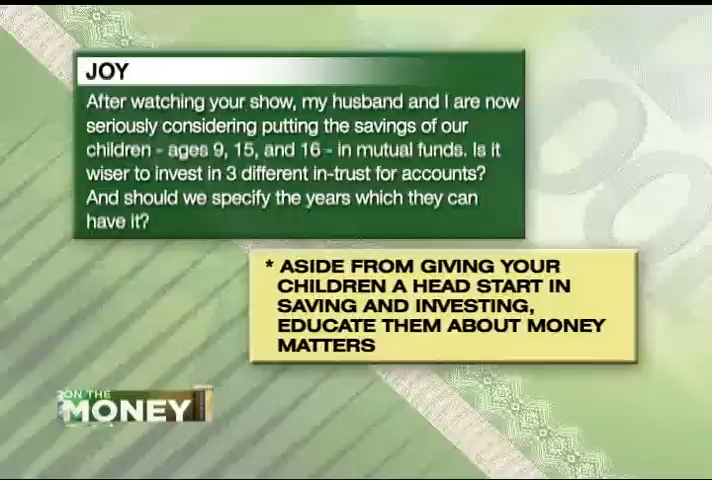 JOY
After watching your show, my husband and I are now
seriously considering putting the savings of our
children - ages 9, 15, and 16 - in mutual funds. Is it
wiser to invest in 3 different in-trust for accounts?
And should we specify the years which they can
have it?
* ASIDE FROM GIVING YOUR
CHILDREN A HEAD START IN
SAVING AND INVESTING,
EDUCATE THEM ABOUT MONEY
MATTERS
ON THE
MONEY